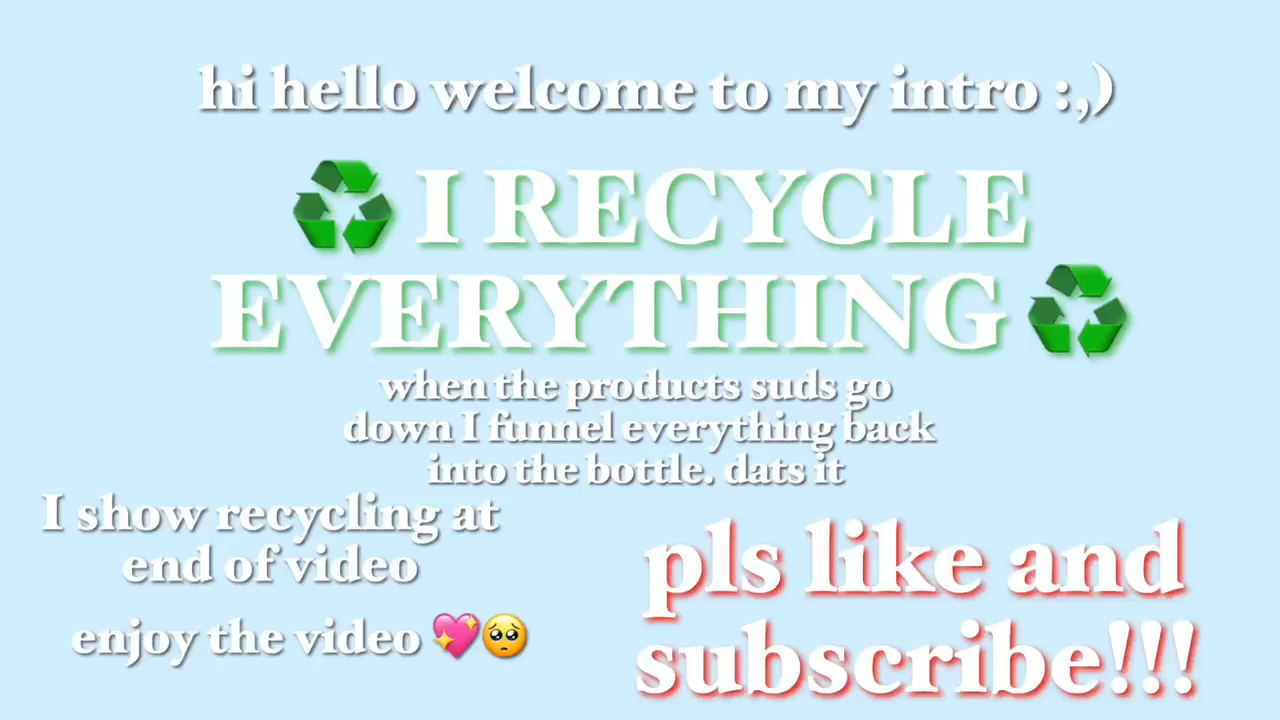 hi hello welcome to my intro :,)
♻️ I RECYCLE
EVERYTHING ♻️
when the products suds go
down I funnel everything back
into the bottle. dats it
I show recycling at
end of video
enjoy the video 💖🥺
pls like and
subscribe!!!